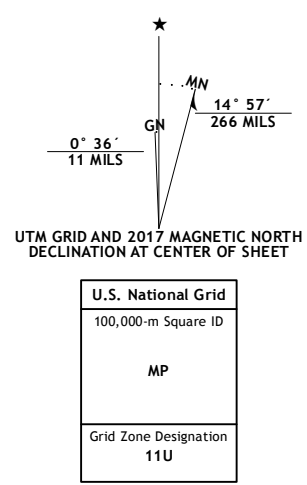 ★
MN
GN
14° 57´
266 MILS
0° 36´
11 MILS
UTM GRID AND 2017 MAGNETIC NORTH
DECLINATION AT CENTER OF SHEET
U.S. National Grid
100,000-m Square ID
MP
Grid Zone Designation
11U